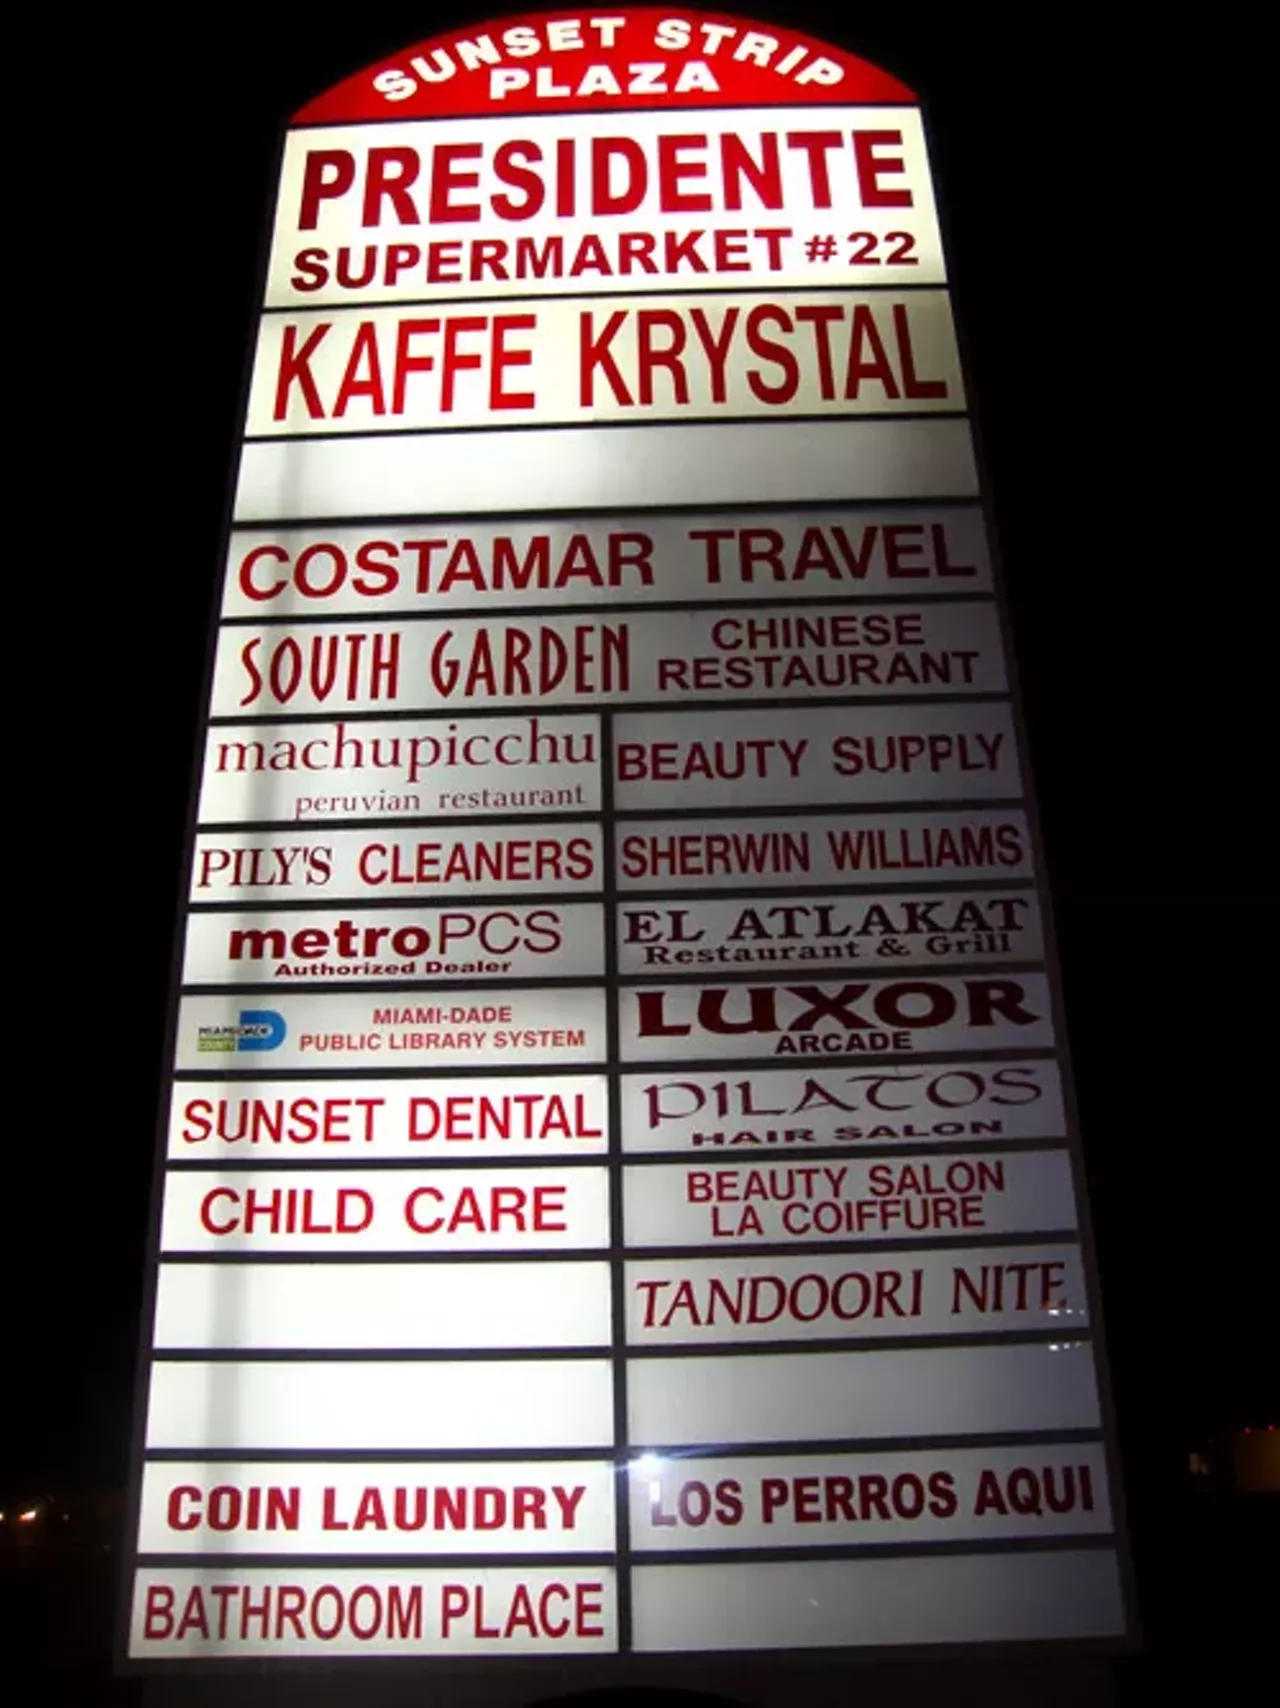 SUNSET STRIP
PLAZA
PRESIDENTE
SUPERMARKET #22
KAFFE KRYSTAL
COSTAMAR TRAVEL
SOUTH GARDEN
CHINESE
RESTAURANT
machupicchu
peruvian restaurant
BEAUTY SUPPLY
PILY'S CLEANERS
SHERWIN WILLIAMS
metroPCS
Authorized Dealer
EL ATLAKAT
Restaurant & Grill
MIAMI-DADE
COUNTY
MIAMI-DADE
PUBLIC LIBRARY SYSTEM
LUXOR
ARCADE
SUNSET DENTAL
PILATOS
HAIR SALON
CHILD CARE
BEAUTY SALON
LA COIFFURE
TANDOORI NITE
COIN LAUNDRY
LOS PERROS AQUI
BATHROOM PLACE